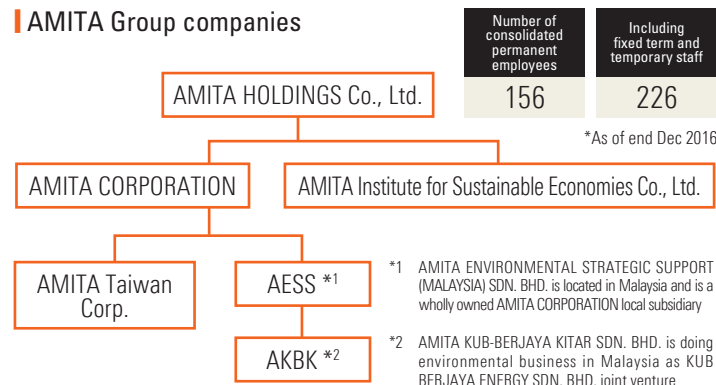 AMITA Group companies
Number of
consolidated
permanent
employees
156
Including
fixed term and
temporary staff
226
*As of end Dec 2016
AMITA HOLDINGS Co., Ltd.
AMITA CORPORATION
AMITA Institute for Sustainable Economies Co., Ltd.
AMITA Taiwan
Corp.
AESS *1
AKBK *2
*1 AMITA ENVIRONMENTAL STRATEGIC SUPPORT
(MALAYSIA) SDN. BHD. is located in Malaysia and is a
wholly owned AMITA CORPORATION local subsidiary
*2 AMITA KUB-BERJAYA KITAR SDN. BHD. is doing
environmental business in Malaysia as KUB
BERJAYA ENERGY SDN. BHD. joint venture